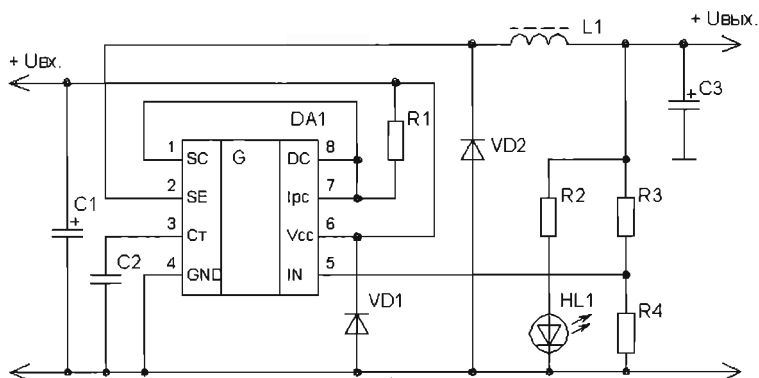 + Uвых.
L1
+ Uвх.
C3
DA1
R1
1 SC G DC 8
VD2
2 SE Ipc 7
R2 R3
C1
3 Cт Vcc 6
4 GND IN 5
C2
VD1 HL1 R4